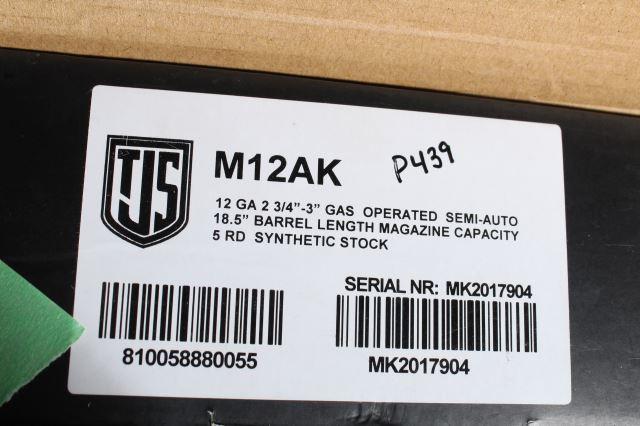 TJS
M12AK
P439
12 GA 2 3/4”-3” GAS OPERATED SEMI-AUTO
18.5” BARREL LENGTH MAGAZINE CAPACITY
5 RD SYNTHETIC STOCK
SERIAL NR: MK2017904
810058880055
MK2017904